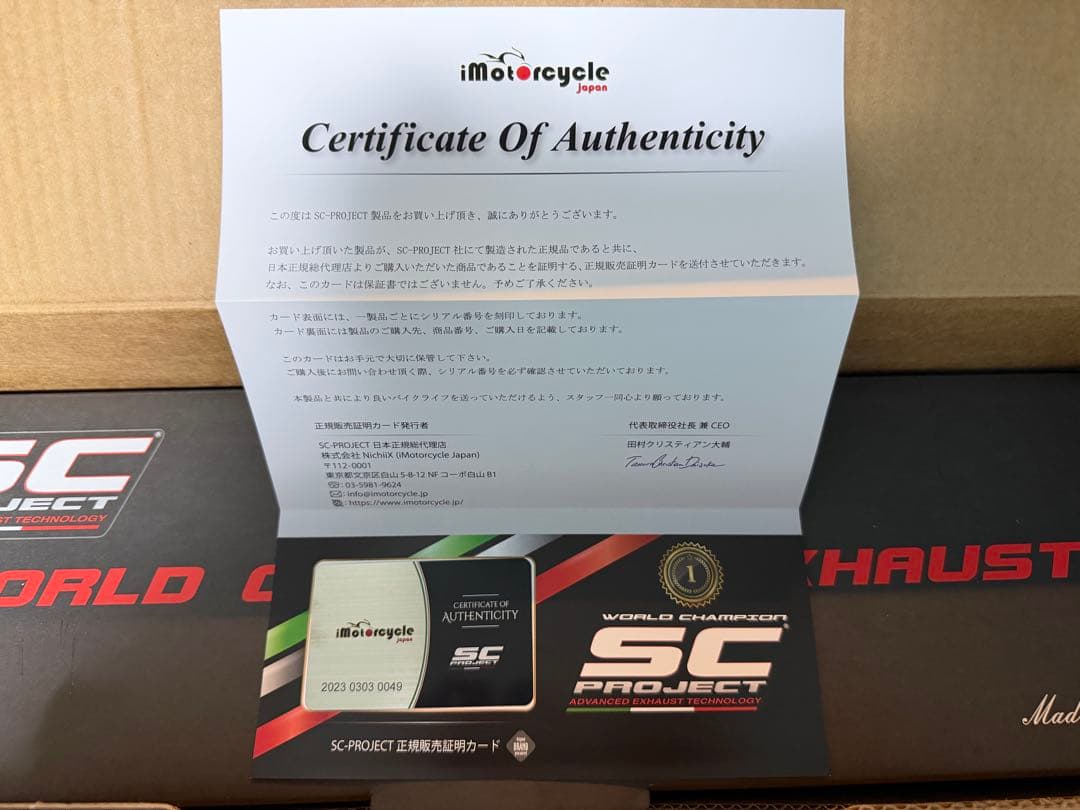 iMotorcycle
Japan
Certificate Of Authenticity
この度は SC-PROJECT 製品をお買い上げ頂き、誠にありがとうございます。
お買い上げ頂いた製品が、SC-PROJECT 社にて製造された正規品であると共に、
日本正規総代理店よりご購入いただいた商品であることを証明する、正規販売証明カードを送付させていただきます。
なお、このカードは保証書ではございません。予めご了承ください。
カード表面には、一製品ごとにシリアル番号を刻印しております。
カード裏面には製品のご購入先、商品番号、ご購入日を記載しております。
このカードはお手元で大切に保管して下さい。
ご購入後にお問い合わせ頂く際、シリアル番号を必ず確認させていただいております。
本製品と共により良いバイクライフを送っていただけるよう、スタッフ一同心より願っております。
正規販売証明カード発行者
代表取締役社長 兼 CEO
SC-PROJECT 日本正規総代理店
田村クリスティアン大輔
株式会社 NichiiX (iMotorcycle Japan)
〒112-0001
東京都文京区白山 5-8-12 NF コーポ白山 B1
: 03-5981-9624
: info@imotorcycle.jp
: https://www.imotorcycle.jp/
SC
PROJECT
ST TECHNOLOGY
ORLD C
XHAUST
Mad
iMotorcycle
Japan
CERTIFICATE OF
AUTHENTICITY
SC
PROJECT
2023 0303 0049
SC-PROJECT 正規販売証明カード
BRAND
1
WORLD CHAMPION
SC
PROJECT
ADVANCED EXHAUST TECHNOLOGY